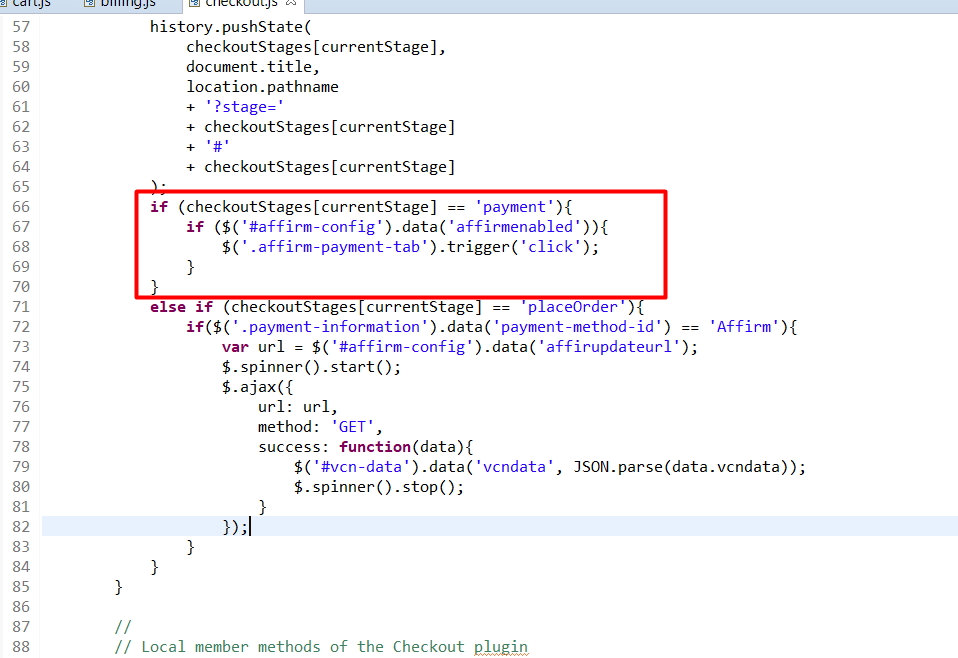 cart.js billing.js checkout.js
57 history.pushState(
58 checkoutStages[currentStage],
59 document.title,
60 location.pathname
61 + '?stage='
62 + checkoutStages[currentStage]
63 + '#'
64 + checkoutStages[currentStage]
65 );
66 if (checkoutStages[currentStage] == 'payment'){
67 if ($('#affirm-config').data('affirmenabled')){
68 $('.affirm-payment-tab').trigger('click');
69 }
70 }
71 else if (checkoutStages[currentStage] == 'placeOrder'){
72 if($('.payment-information').data('payment-method-id') == 'Affirm'){
73 var url = $('#affirm-config').data('affirupdateurl');
74 $.spinner().start();
75 $.ajax({
76 url: url,
77 method: 'GET',
78 success: function(data){
79 $('#vcn-data').data('vcndata', JSON.parse(data.vcndata));
80 $.spinner().stop();
81 }
82 });
83 }
84 }
85 }
86
87 //
88 // Local member methods of the Checkout plugin